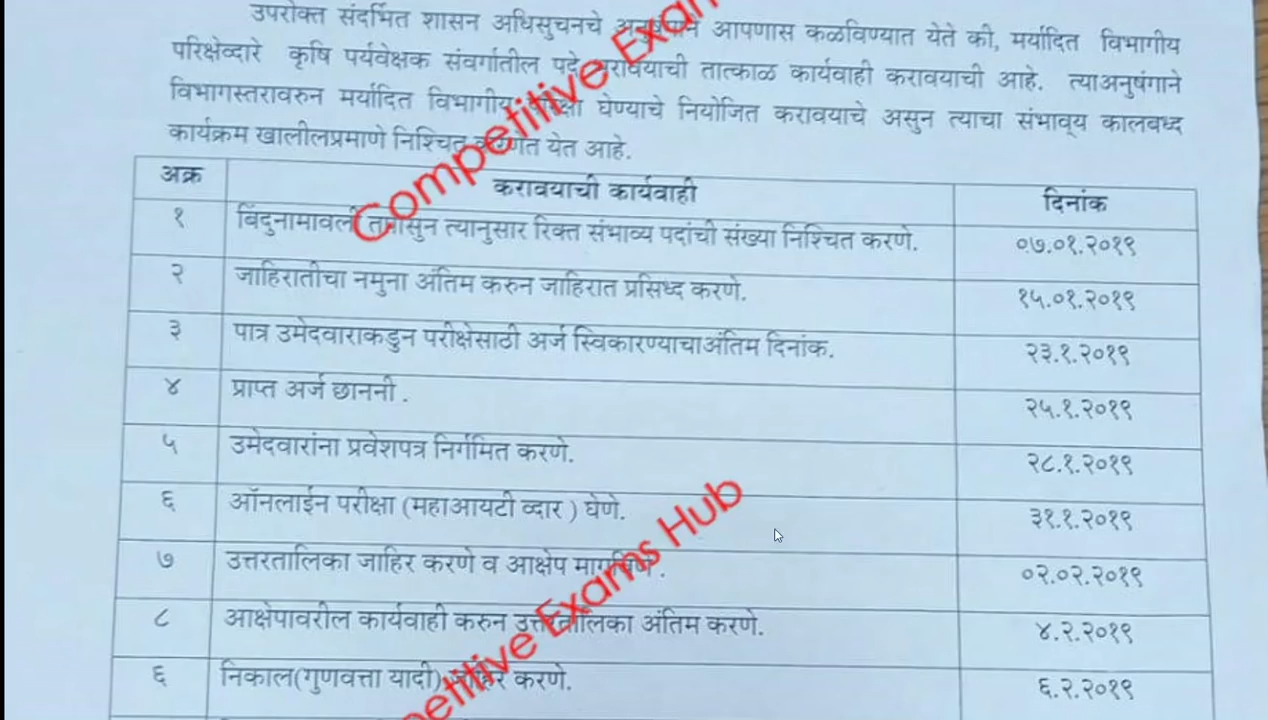 उपरोक्त संदर्भित शासन अधिसुचनचे आपणास कळविण्यात येते की, मर्यादित विभागीय
परिक्षेव्दारे कृषि पर्यवेक्षक संवर्गातील पदे तात्काळ कार्यवाही करावयाची आहे. त्याअनुषंगाने
विभागस्तरावरुन मर्यादित विभागीय घेण्याचे नियोजित करावयाचे असुन त्याचा संभाव्य कालबध्द
कार्यक्रम खालीलप्रमाणे निश्चित येत आहे.
अक्र करावयाची कार्यवाही दिनांक
१ बिंदुनामावली तपासुन त्यानुसार रिक्त संभाव्य पदांची संख्या निश्चित करणे. ०७.०१.२०१९
२ जाहिरातीचा नमुना अंतिम करुन जाहिरात प्रसिध्द करणे. १५.०१.२०१९
३ पात्र उमेदवाराकडुन परीक्षेसाठी अर्ज स्विकारण्याचाअंतिम दिनांक. २३.१.२०१९
४ प्राप्त अर्ज छाननी . २५.१.२०१९
५ उमेदवारांना प्रवेशपत्र निर्गमित करणे. २८.१.२०१९
६ ऑनलाईन परीक्षा (महाआयटी व्दार ) घेणे. ३१.१.२०१९
७ उत्तरतालिका जाहिर करणे व आक्षेप ०२.०२.२०१९
८ आक्षेपावरील कार्यवाही करुन उत्तरतालिका अंतिम करणे. ४.२.२०१९
६ निकाल(गुणवत्ता यादी) जाहिर करणे. ६.२.२०१९
Competitive Exam
petitive Exams Hub